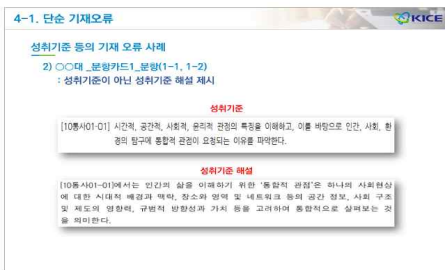 4-1. 단순 기재오류
KICE
성취기준 등의 기재 오류 사례
2) ○○대 _문항카드1_문항(1-1, 1-2)
: 성취기준이 아닌 성취기준 해설 제시
성취기준
[10통사01-01] 시간적, 공간적, 사회적, 윤리적 관점의 특징을 이해하고, 이를 바탕으로 인간, 사회, 환
경의 탐구에 통합적 관점이 요청되는 이유를 파악한다.
성취기준 해설
[10통사01-01]에서는 인간의 삶을 이해하기 위한 '통합적 관점'은 하나의 사회현상
에 대한 시대적 배경과 맥락, 장소와 영역 및 네트워크 등의 공간 정보, 사회 구조
및 제도의 영향력, 규범적 방향성과 가치 등을 고려하여 통합적으로 살펴보는 것
을 의미한다.